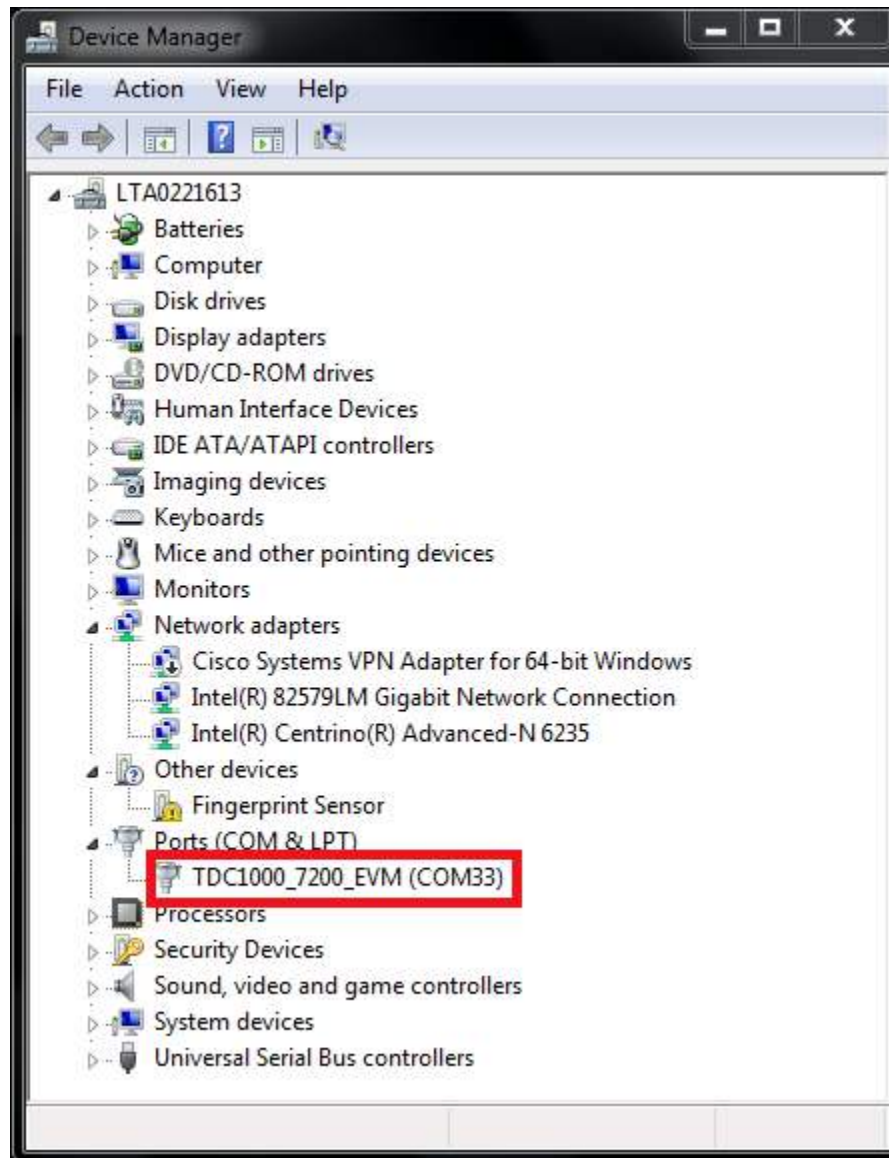 Device Manager
File Action View Help
LTA0221613
Batteries
Computer
Disk drives
Display adapters
DVD/CD-ROM drives
Human Interface Devices
IDE ATA/ATAPI controllers
Imaging devices
Keyboards
Mice and other pointing devices
Monitors
Network adapters
Cisco Systems VPN Adapter for 64-bit Windows
Intel(R) 82579LM Gigabit Network Connection
Intel(R) Centrino(R) Advanced-N 6235
Other devices
Fingerprint Sensor
Ports (COM & LPT)
TDC1000_7200_EVM (COM33)
Processors
Security Devices
Sound, video and game controllers
System devices
Universal Serial Bus controllers